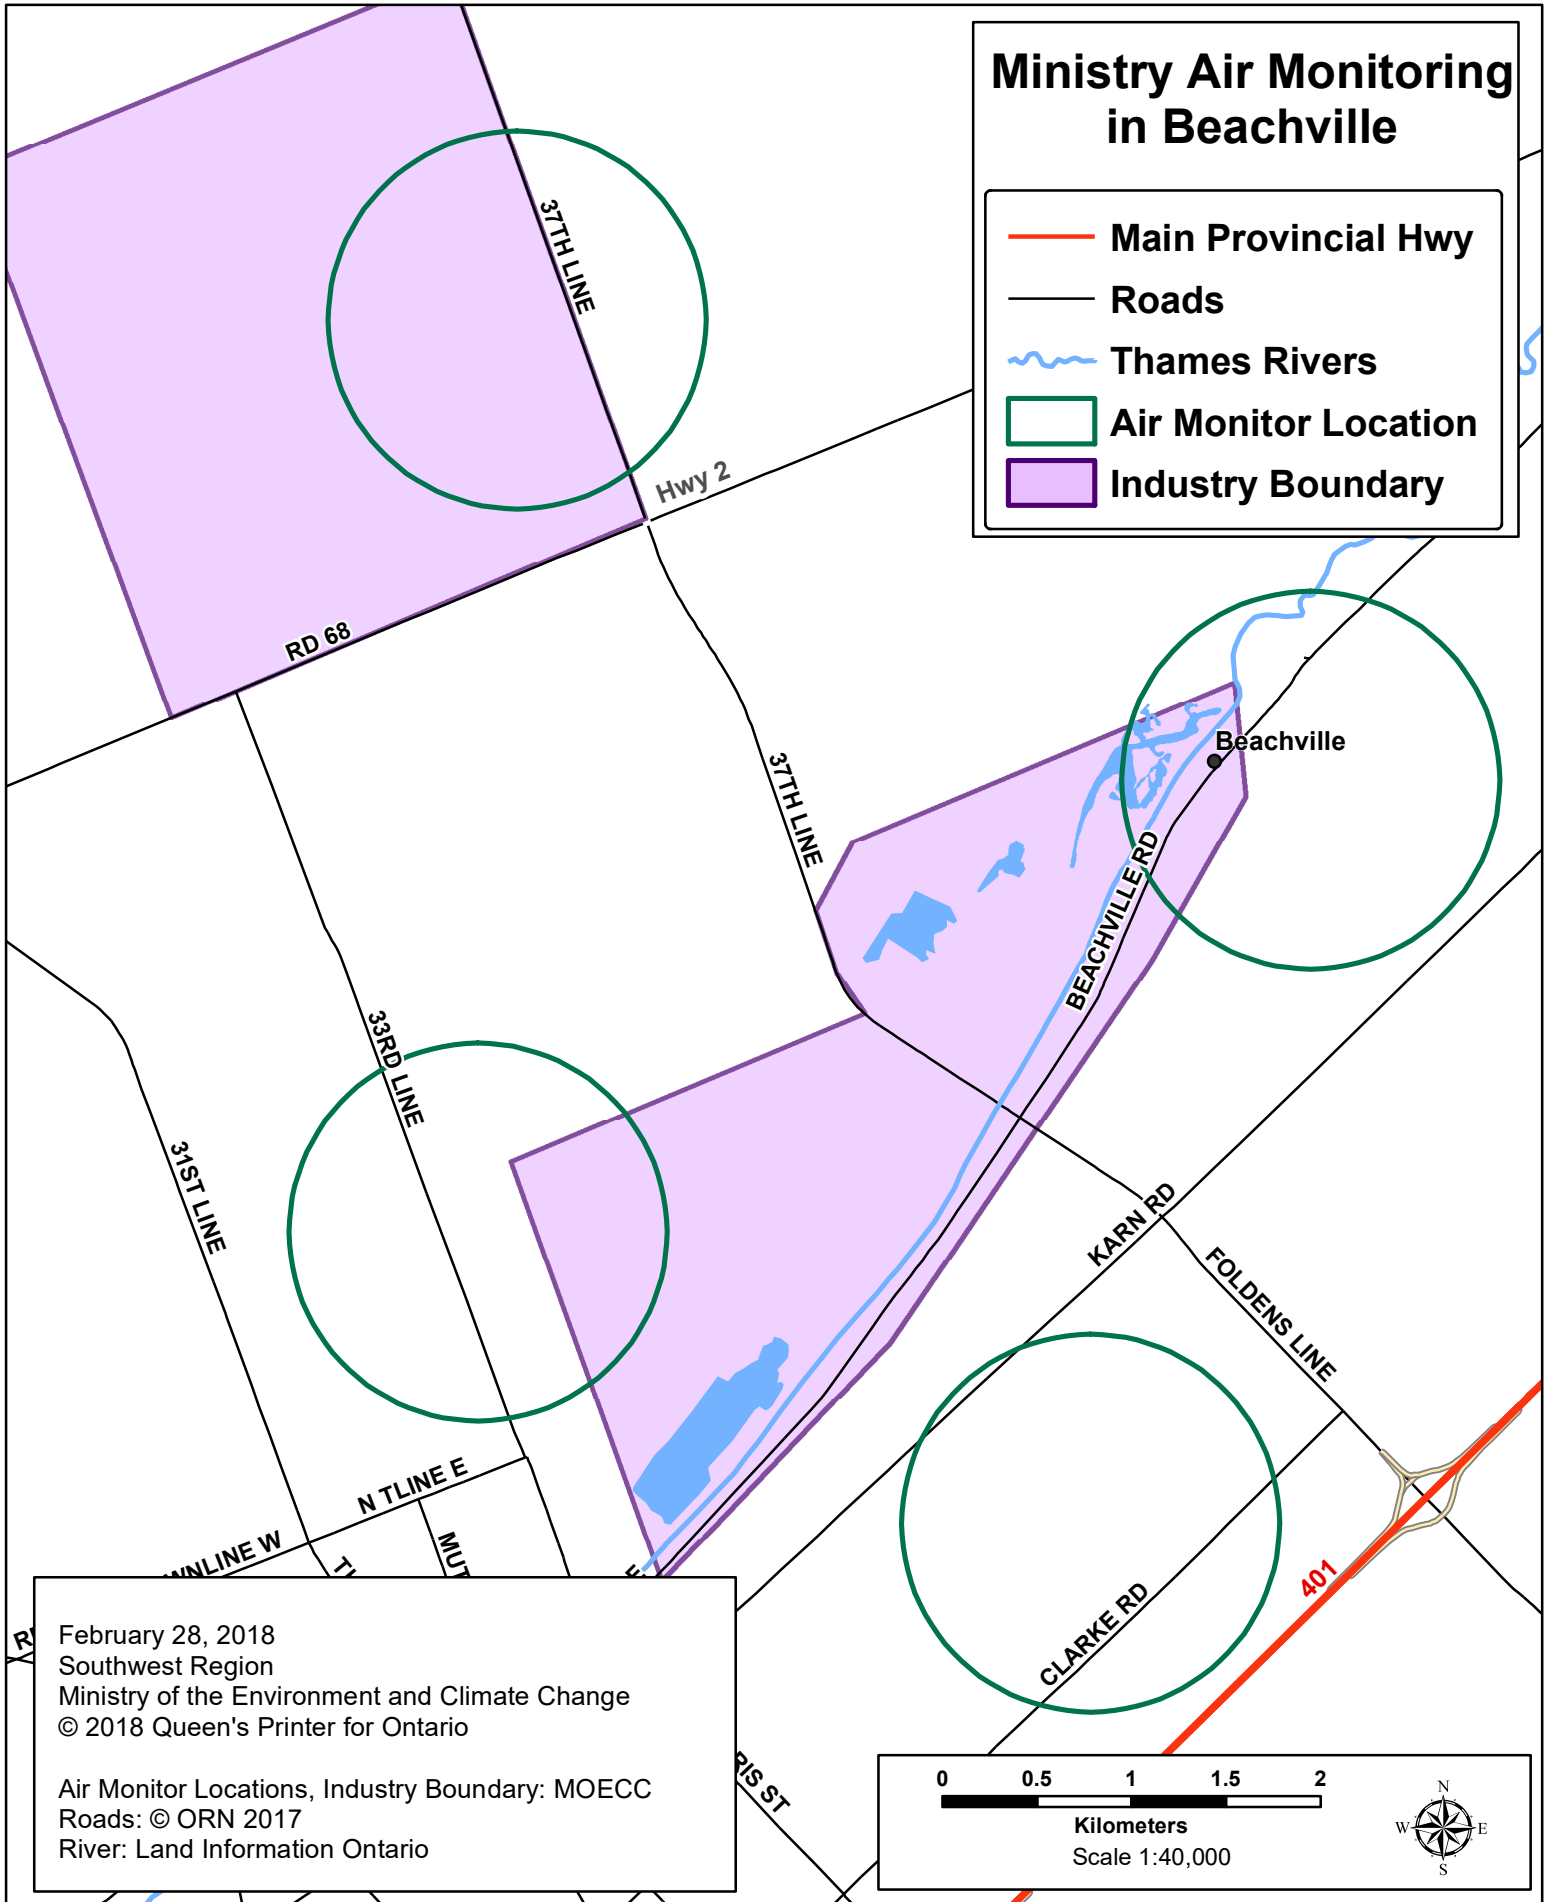 Ministry Air Monitoring
in Beachville
Main Provincial Hwy
Roads
Thames Rivers
Air Monitor Location
Industry Boundary
37TH LINE
Hwy 2
RD 68
Beachville
37TH LINE
BEACHVILLE RD
33RD LINE
31ST LINE
KARN RD
FOLDENS LINE
N TLINE E
WNLINE W
MUT
401
CLARKE RD
RIS ST
February 28, 2018
Southwest Region
Ministry of the Environment and Climate Change
© 2018 Queen's Printer for Ontario
Air Monitor Locations, Industry Boundary: MOECC
Roads: © ORN 2017
River: Land Information Ontario
0 0.5 1 1.5 2
Kilometers
Scale 1:40,000
N
W E
S